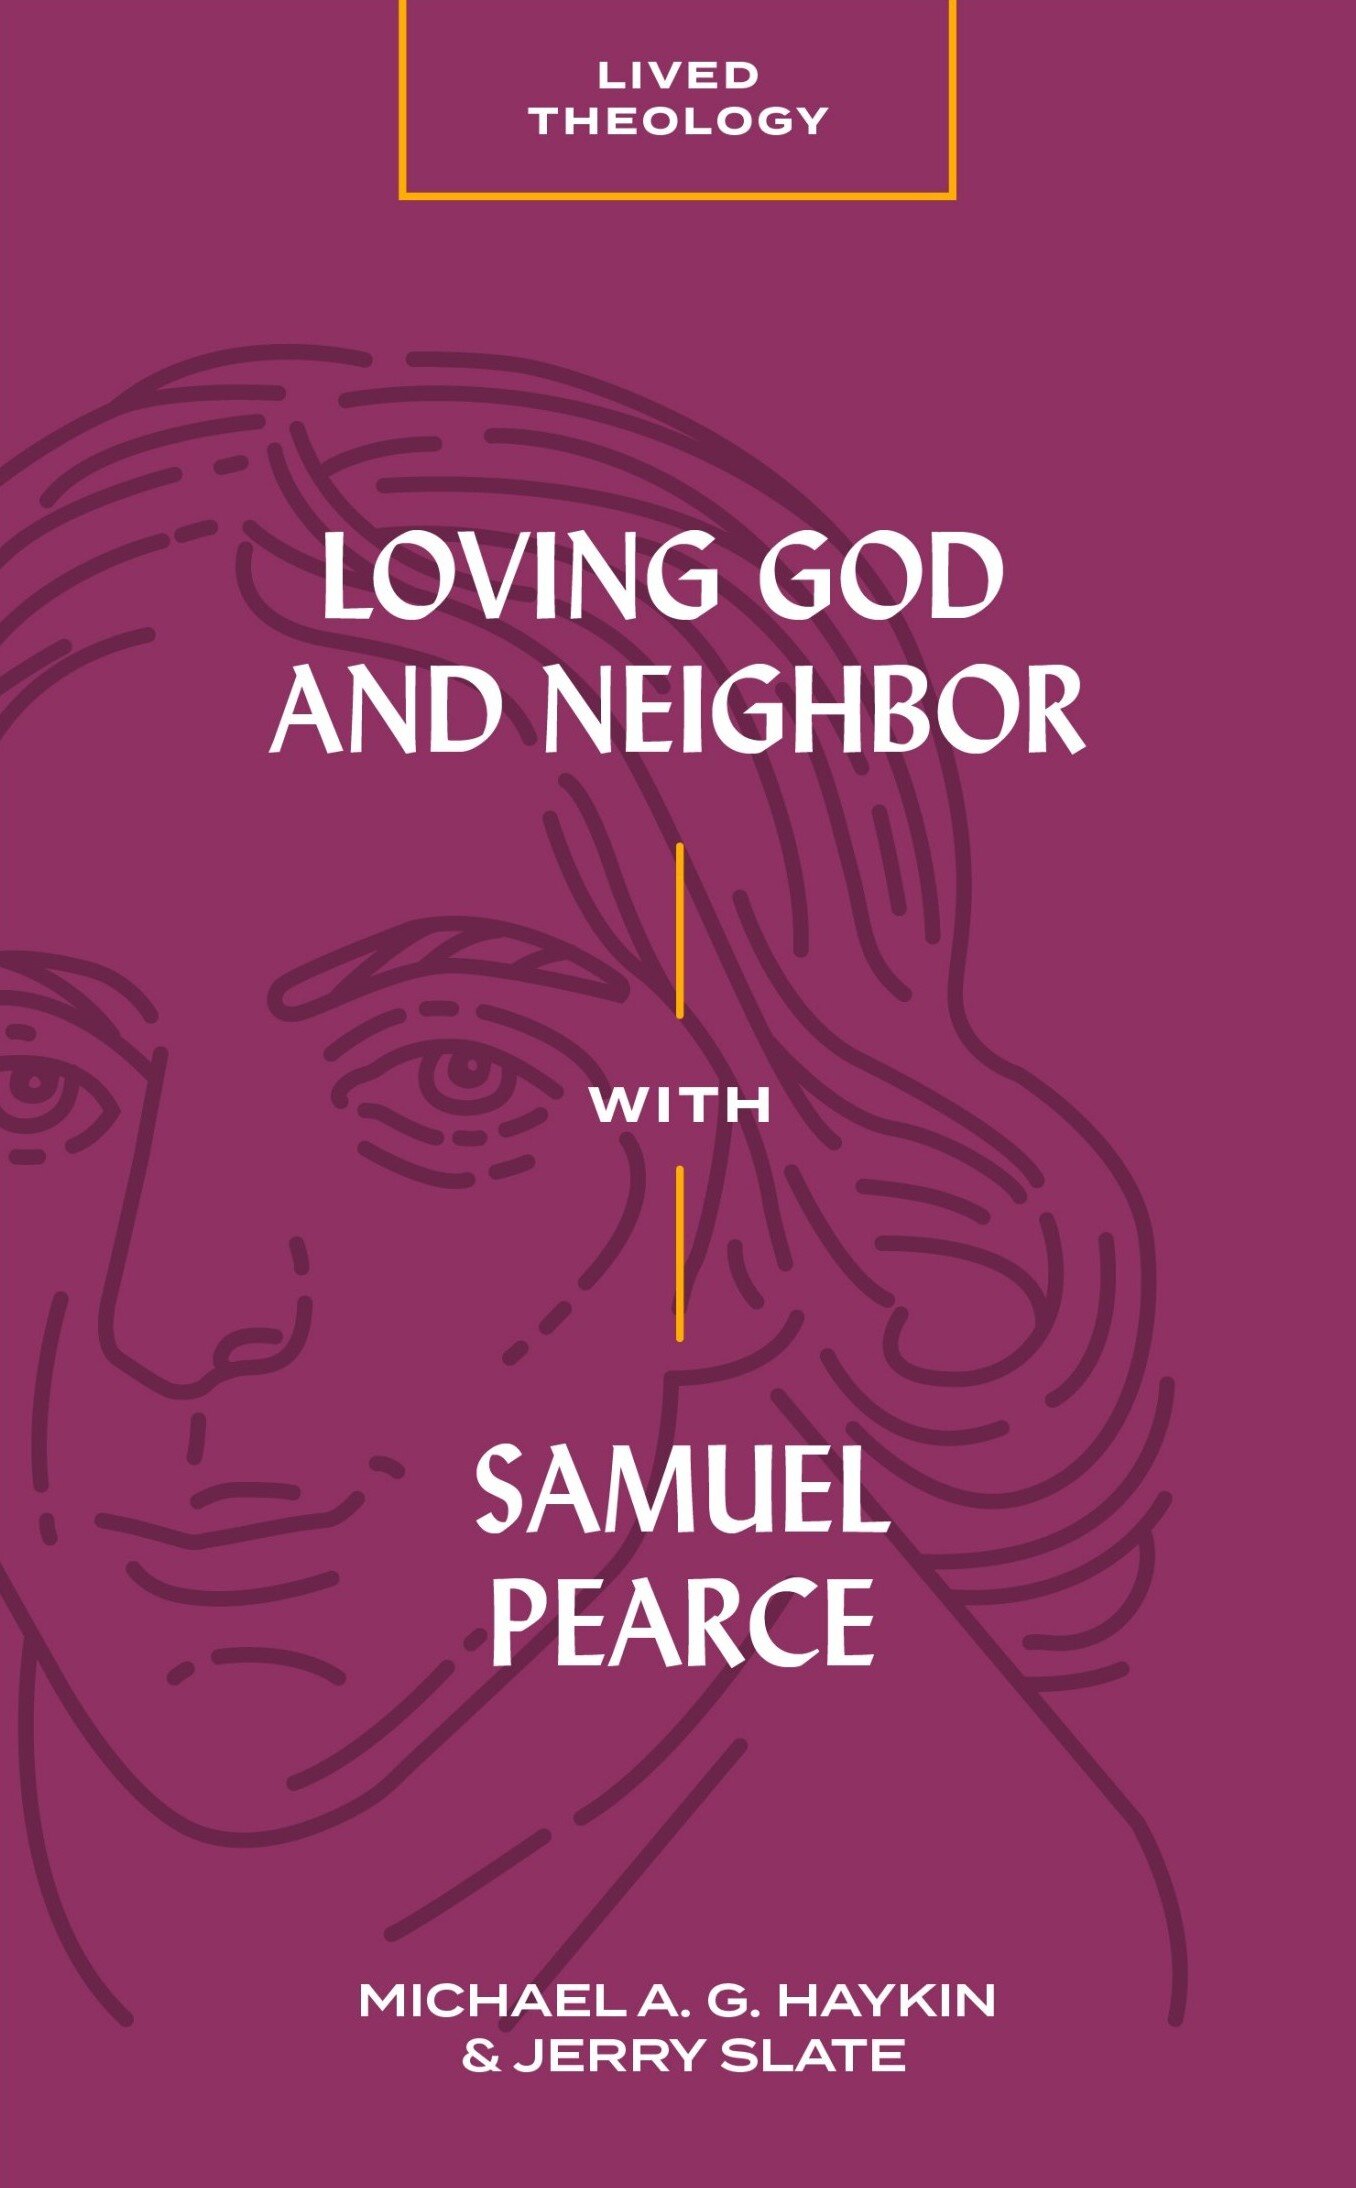 LIVED
THEOLOGY
LOVING GOD
AND NEIGHBOR
WITH
SAMUEL
PEARCE
MICHAEL A. G. HAYKIN
& JERRY SLATE